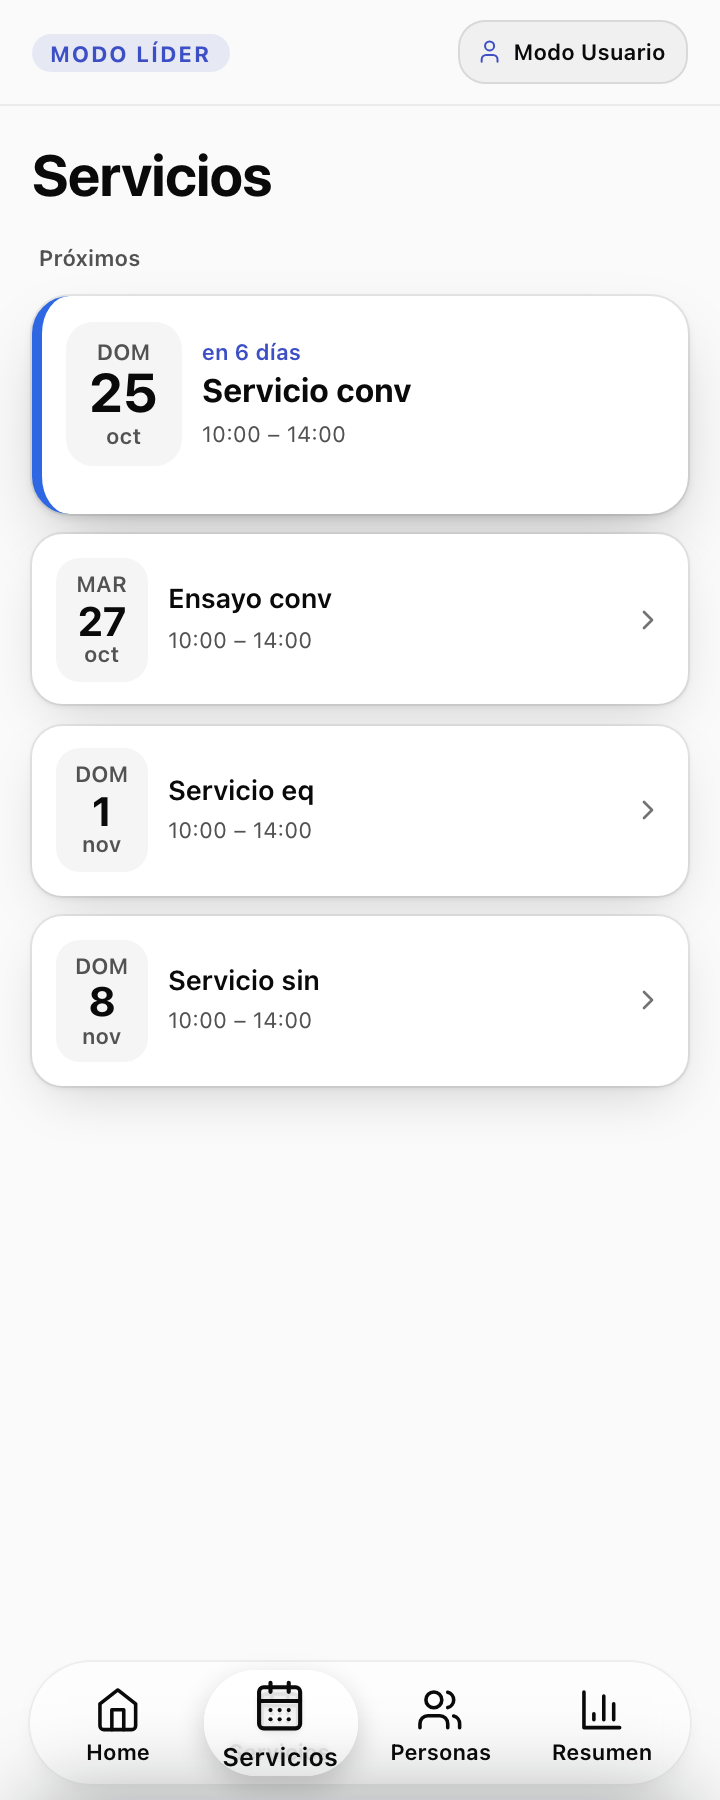 MODO LÍDER
Modo Usuario
Servicios
Próximos
DOM
25
oct
en 6 días
Servicio conv
10:00 – 14:00
MAR
27
oct
Ensayo conv
10:00 – 14:00
DOM
1
nov
Servicio eq
10:00 – 14:00
DOM
8
nov
Servicio sin
10:00 – 14:00
Home
Servicios
Personas
Resumen